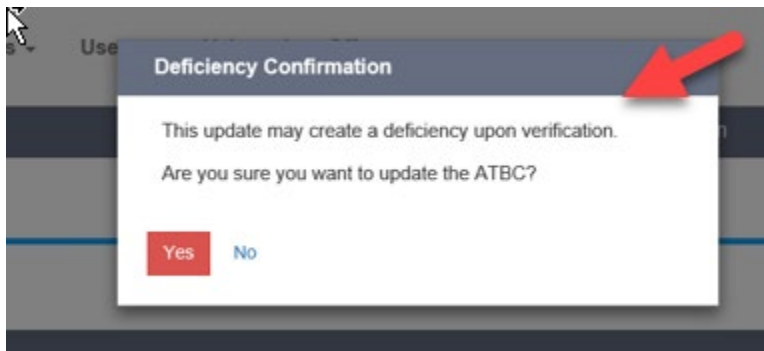 Use
Deficiency Confirmation
This update may create a deficiency upon verification.
Are you sure you want to update the ATBC?
Yes No